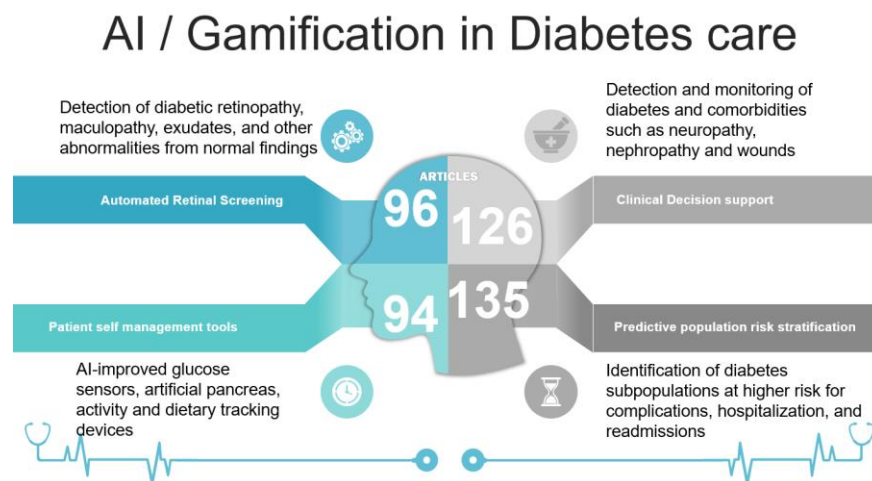 AI / Gamification in Diabetes care
Detection of diabetic retinopathy,
maculopathy, exudates, and other
abnormalities from normal findings
Detection and monitoring of
diabetes and comorbidities
such as neuropathy,
nephropathy and wounds
ARTICLES
Automated Retinal Screening
96
126
Clinical Decision support
Patient self management tools
94
135
Predictive population risk stratification
AI-improved glucose
sensors, artificial pancreas,
activity and dietary tracking
devices
Identification of diabetes
subpopulations at higher risk for
complications, hospitalization, and
readmissions